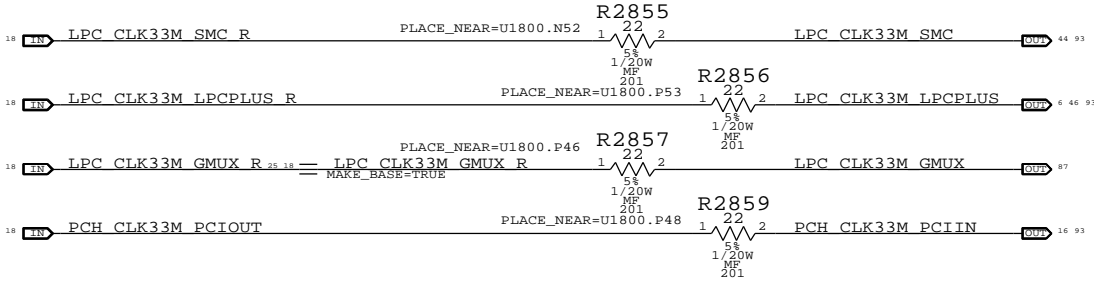 R2855
PLACE_NEAR=U1800.N52
22
18 IN LPC_CLK33M_SMC_R 1 2 LPC_CLK33M_SMC OUT 44 93
5%
1/20W
MF
201
R2856
PLACE_NEAR=U1800.P53
22
18 IN LPC_CLK33M_LPCPLUS_R 1 2 LPC_CLK33M_LPCPLUS OUT 6 46 93
5%
1/20W
MF
201
R2857
PLACE_NEAR=U1800.P46
22
18 IN LPC_CLK33M_GMUX_R 25 18 LPC_CLK33M_GMUX_R 1 2 LPC_CLK33M_GMUX OUT 87
MAKE_BASE=TRUE
5%
1/20W
MF
201
R2859
PLACE_NEAR=U1800.P48
22
18 IN PCH_CLK33M_PCIOUT 1 2 PCH_CLK33M_PCIIN OUT 16 93
5%
1/20W
MF
201